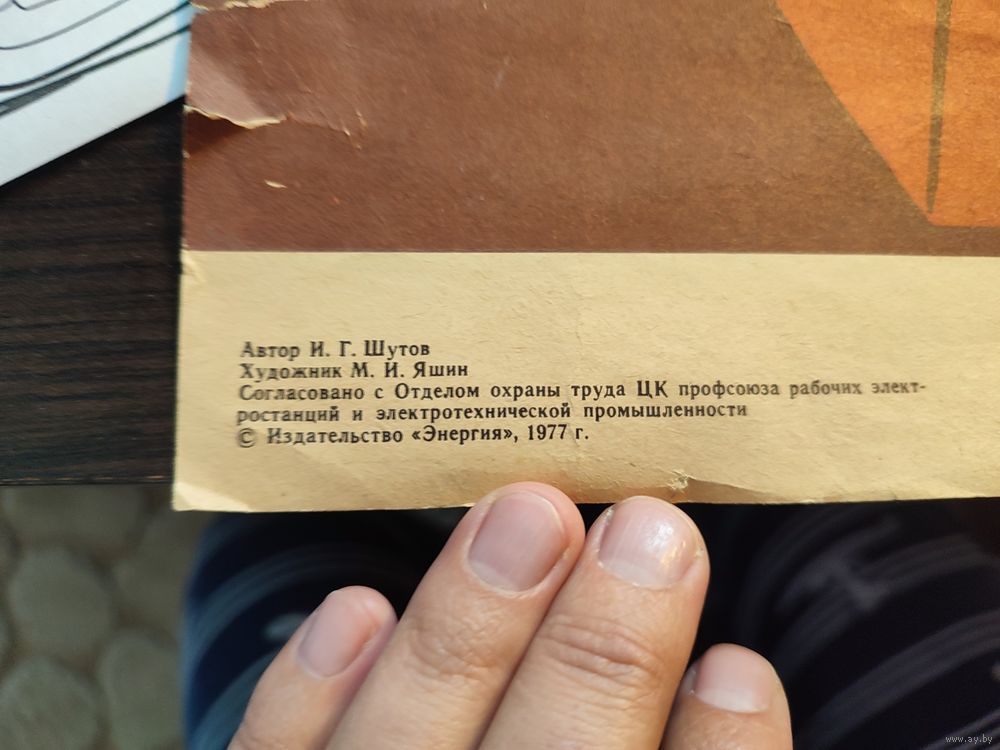 Автор И. Г. Шутов
Художник М. И. Яшин
Согласовано с Отделом охраны труда ЦК профсоюза рабочих элект-
ростанций и электротехнической промышленности
© Издательство «Энергия», 1977 г.
www.ay.by